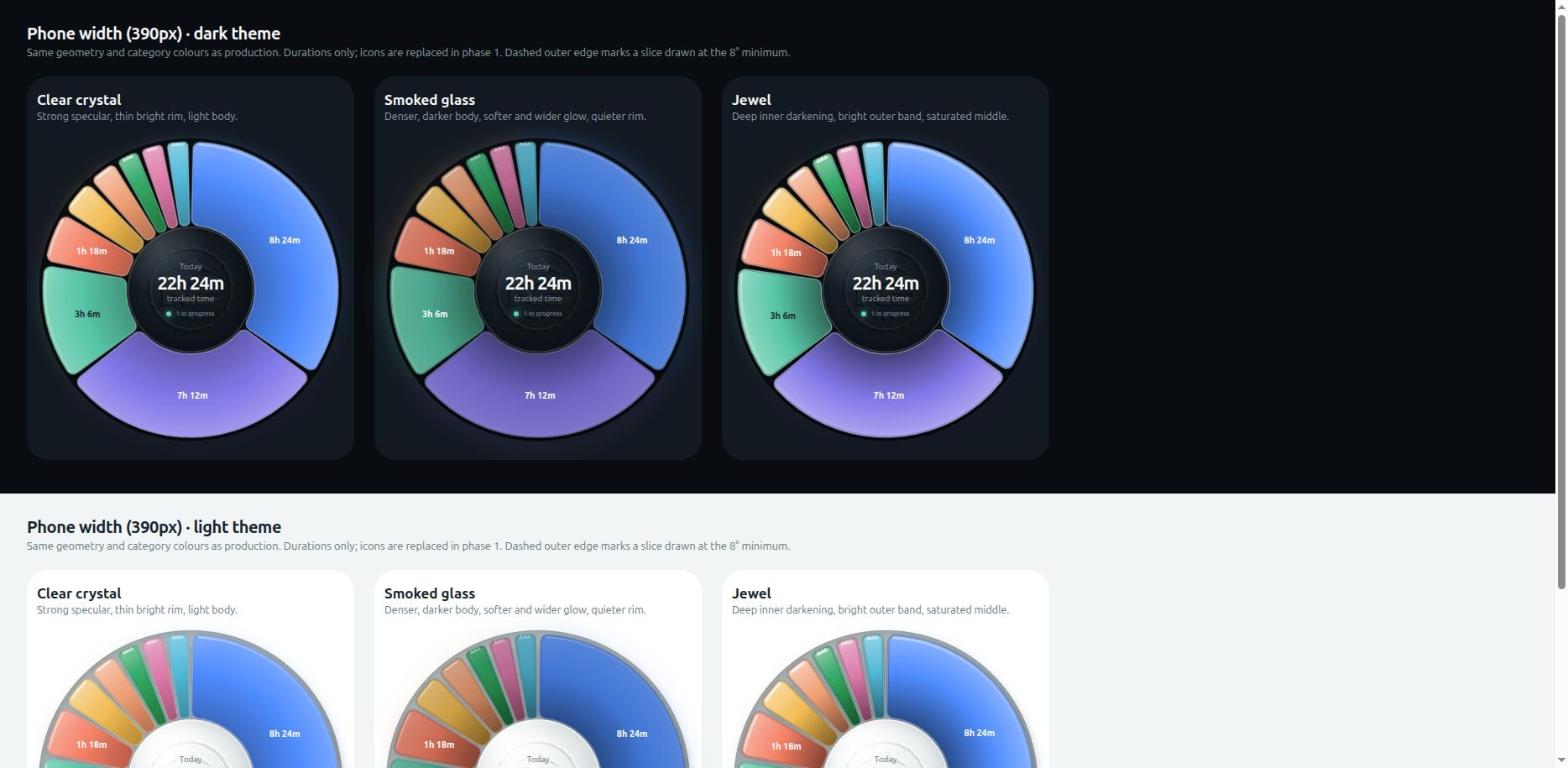 Phone width (390px) · dark theme
Same geometry and category colours as production. Durations only; icons are replaced in phase 1. Dashed outer edge marks a slice drawn at the 8° minimum.
Clear crystal
Strong specular, thin bright rim, light body.
8h 24m
1h 18m
Today
22h 24m
tracked time
1 in progress
3h 6m
7h 12m
Smoked glass
Denser, darker body, softer and wider glow, quieter rim.
8h 24m
1h 18m
Today
22h 24m
tracked time
1 in progress
3h 6m
7h 12m
Jewel
Deep inner darkening, bright outer band, saturated middle.
8h 24m
1h 18m
Today
22h 24m
tracked time
1 in progress
3h 6m
7h 12m
Phone width (390px) · light theme
Same geometry and category colours as production. Durations only; icons are replaced in phase 1. Dashed outer edge marks a slice drawn at the 8° minimum.
Clear crystal
Strong specular, thin bright rim, light body.
8h 24m
1h 18m
Today
Smoked glass
Denser, darker body, softer and wider glow, quieter rim.
8h 24m
1h 18m
Today
Jewel
Deep inner darkening, bright outer band, saturated middle.
8h 24m
1h 18m
Today